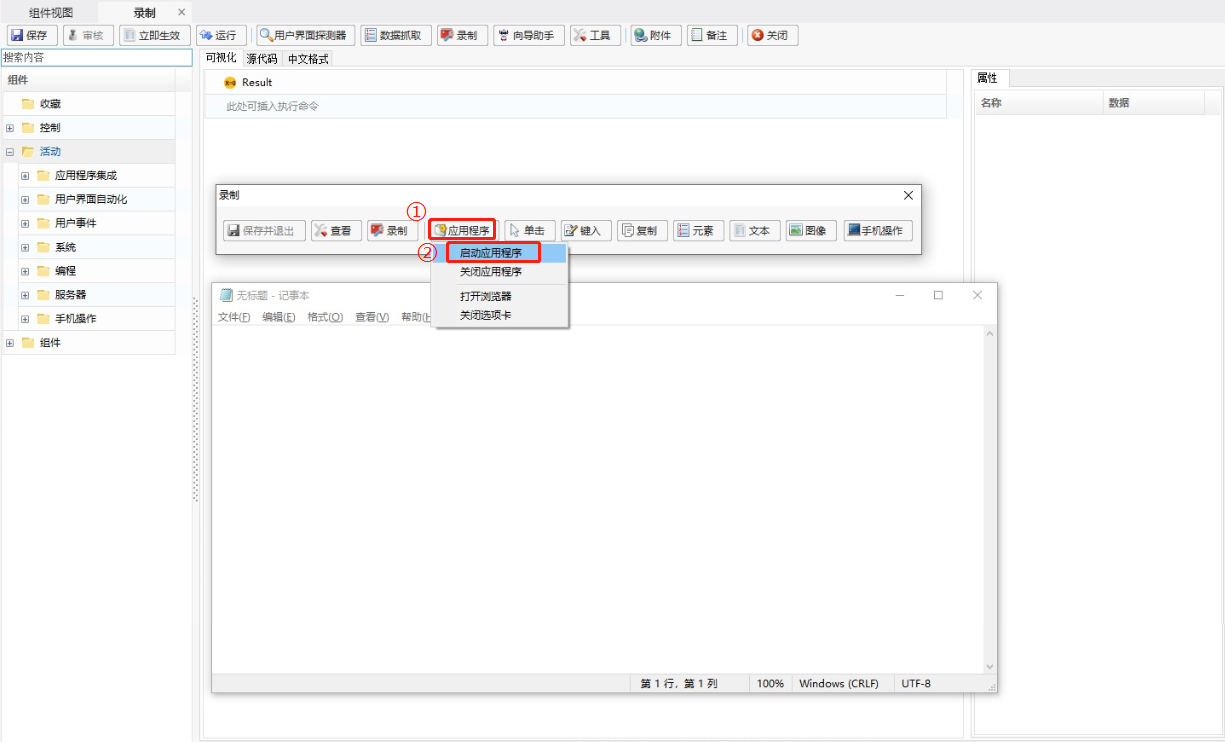 组件视图 录制
保存 审核 立即生效 运行 用户界面探测器 数据抓取 录制 向导助手 工具 附件 备注 关闭
搜索内容
可视化 源代码 中文格式
组件
收藏
控制
活动
应用程序集成
用户界面自动化
用户事件
系统
编程
服务器
手机操作
组件
Result
此处可插入执行命令
属性
名称 数据
录制
①
保存并退出 查看 录制 应用程序 单击 键入 复制 元素 文本 图像 手机操作
②
启动应用程序
关闭应用程序
打开浏览器
关闭选项卡
无标题 - 记事本
文件(F) 编辑(E) 格式(O) 查看(V) 帮助(H
第 1 行，第 1 列 100% Windows (CRLF) UTF-8